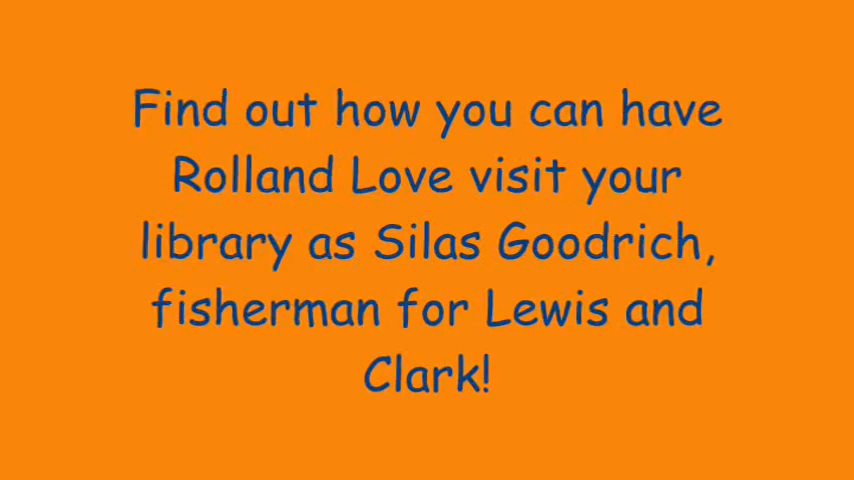 Find out how you can have
Rolland Love visit your
library as Silas Goodrich,
fisherman for Lewis and
Clark!